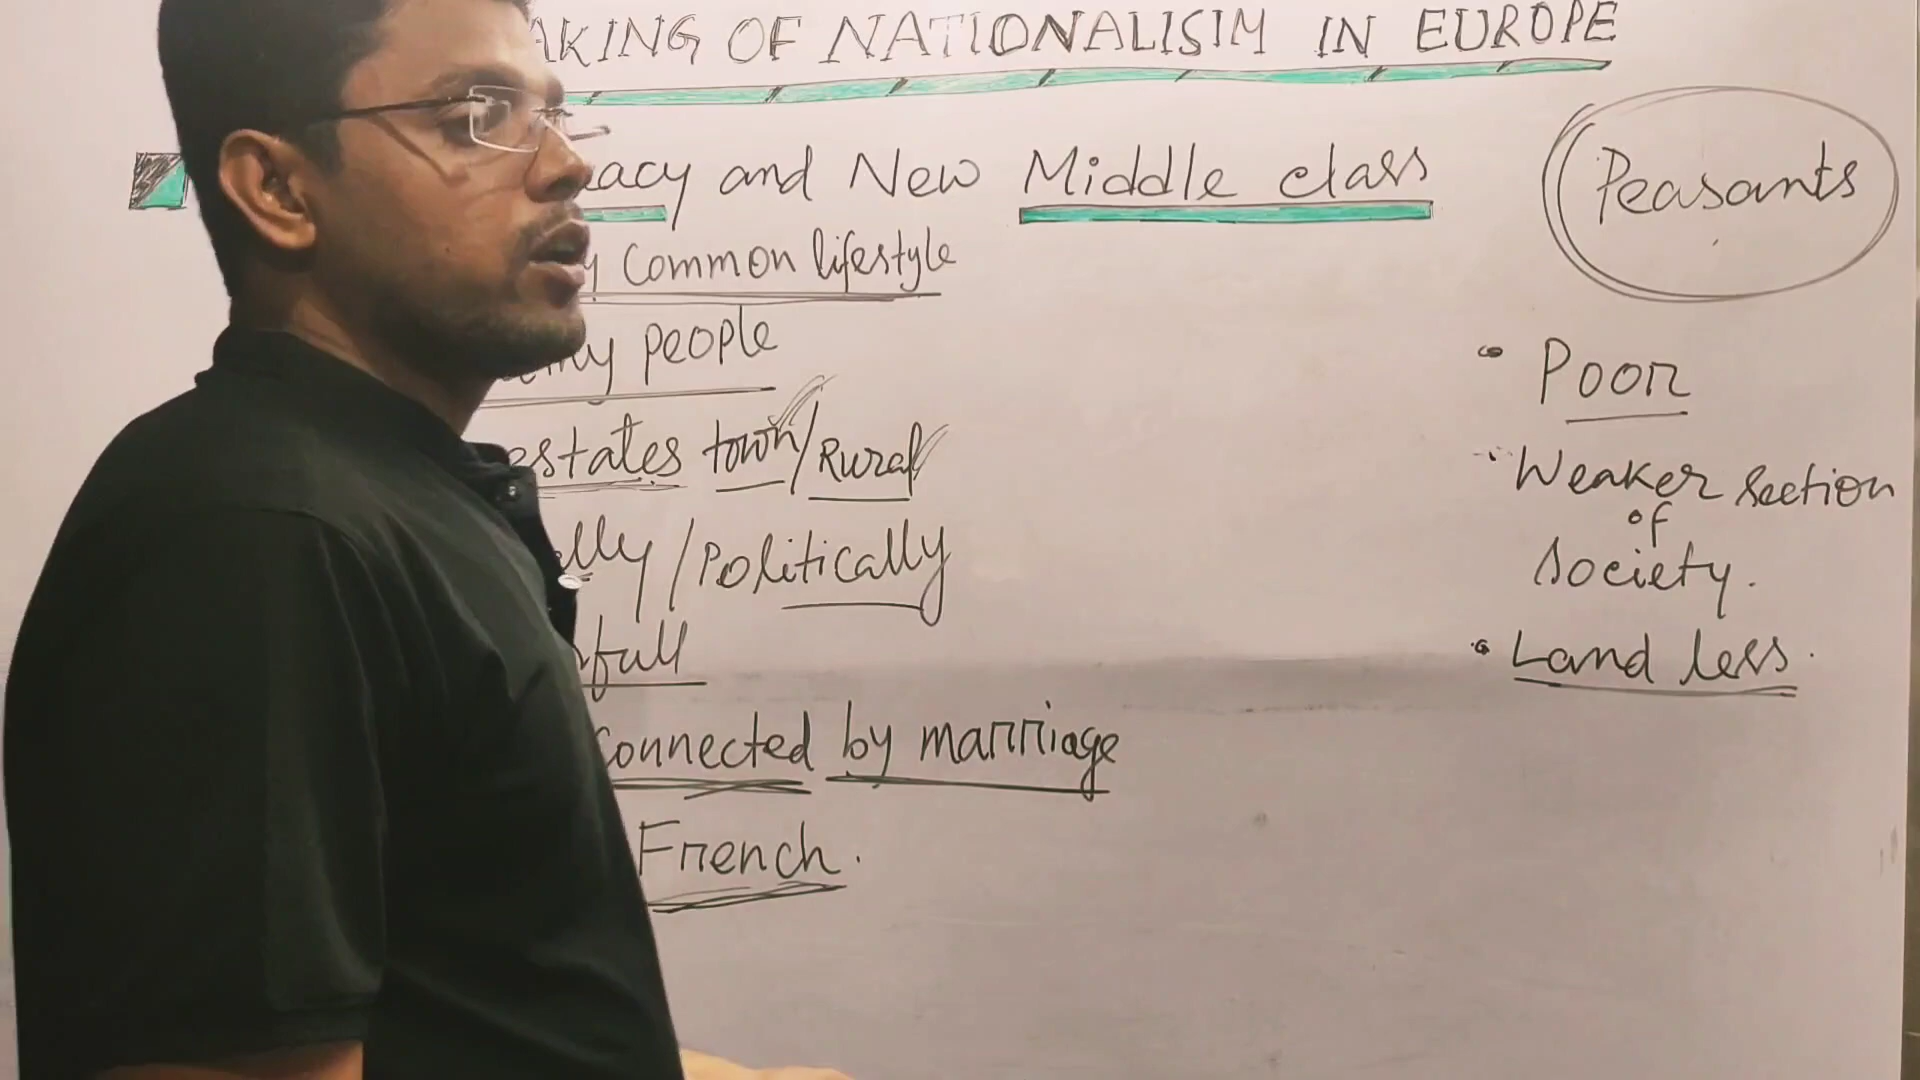 AKING OF NATIONALISIM IN EUROPE
acy and New Middle class
y common lifestyle
people
estates town/Rural
lly/Politically
full
connected by marriage
French.
Peasants
• Poor
• Weaker section
of
society.
• Land less.